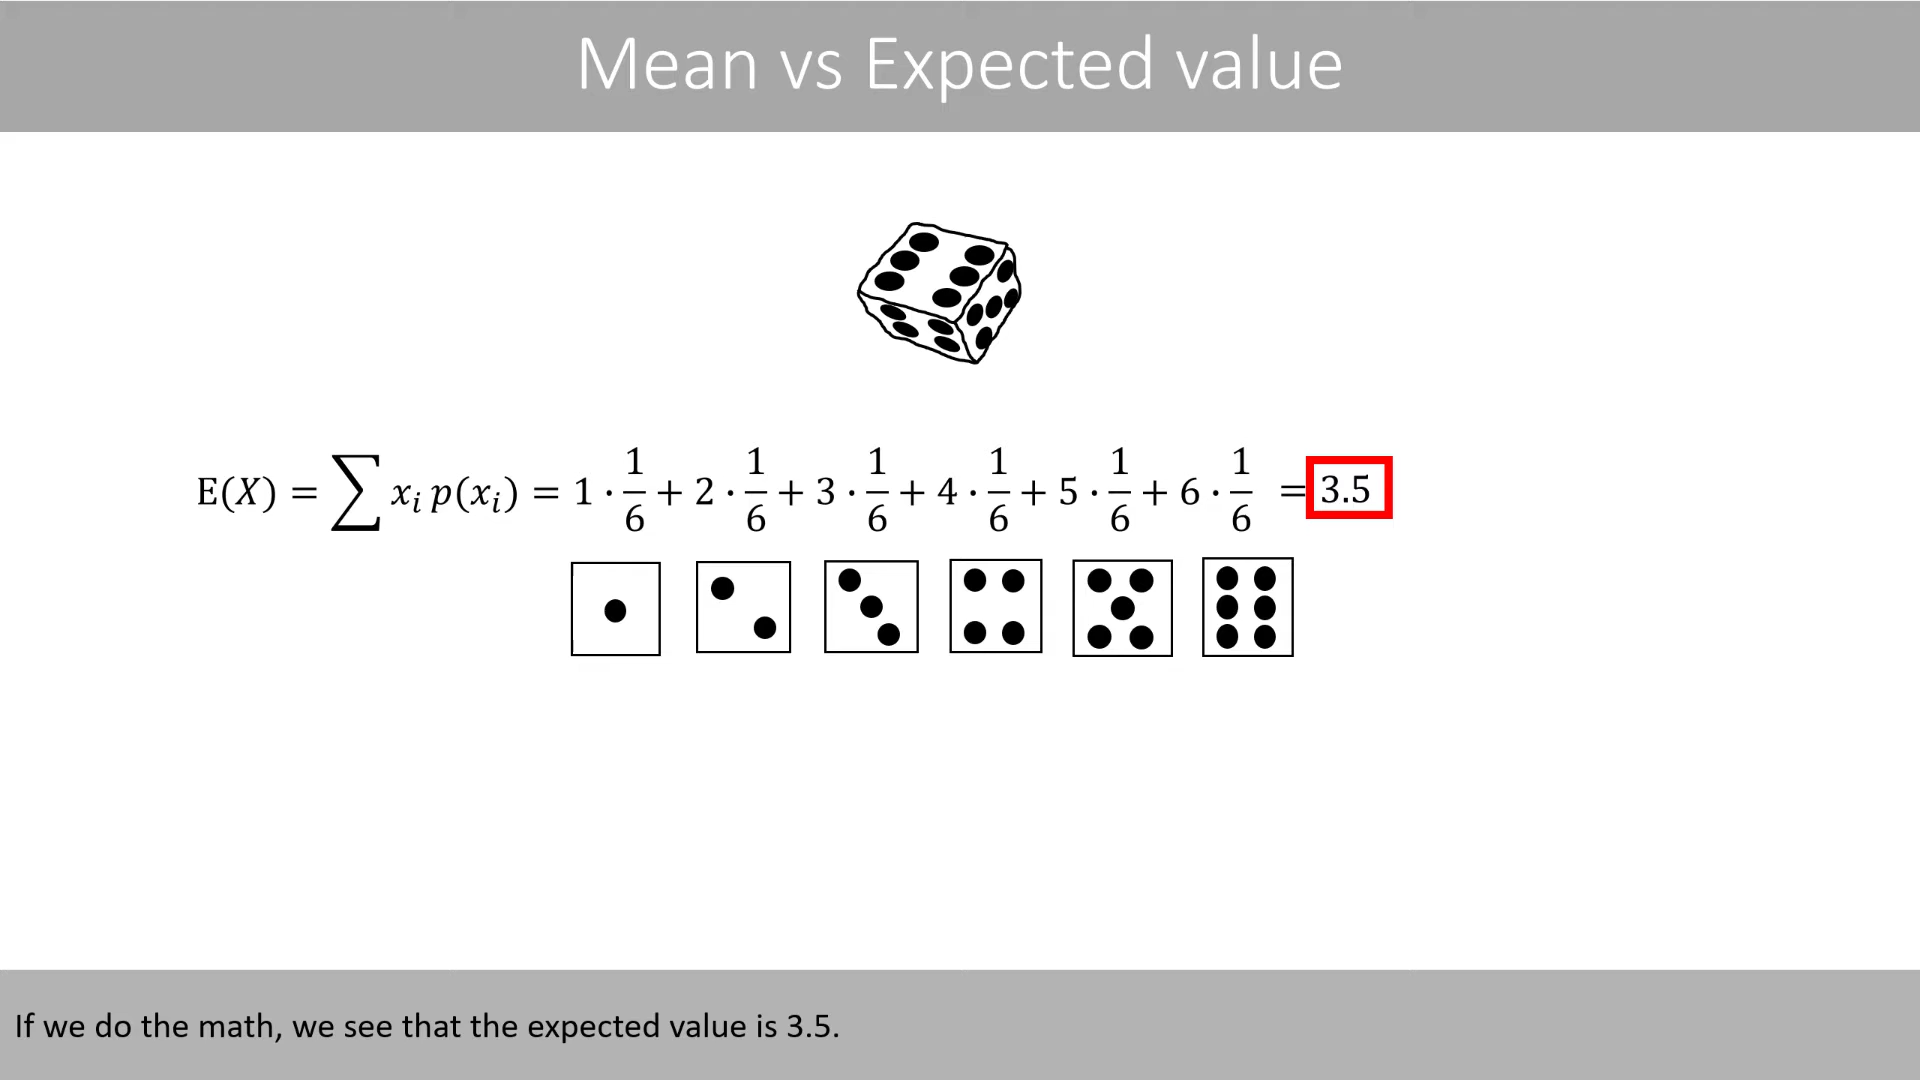 Mean vs Expected value
E(X) = ∑ xᵢ p(xᵢ) = 1 · 1/6 + 2 · 1/6 + 3 · 1/6 + 4 · 1/6 + 5 · 1/6 + 6 · 1/6 = 3.5
If we do the math, we see that the expected value is 3.5.